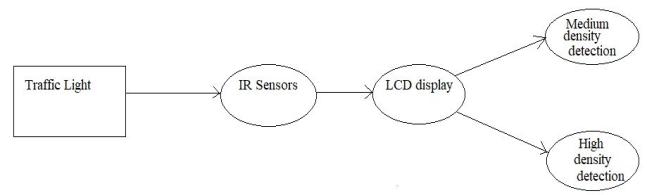 Traffic Light
IR Sensors
LCD display
Medium
density
detection
High
density
detection